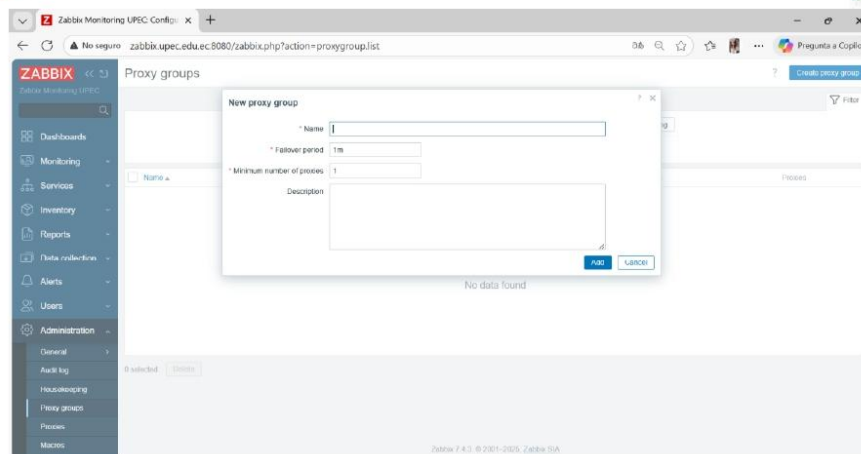 Zabbix Monitoring UPEC: Configu
No seguro zabbix.upec.edu.ec:8080/zabbix.php?action=proxygroup.list
Pregunta a Copilo
ZABBIX
Proxy groups
Create proxy group
Zabbix Monitoring UPEC
Filter
New proxy group
* Name
* Failover period 1m
* Minimum number of proxies 1
Description
Add Cancel
Dashboards
Monitoring
Services
Inventory
Reports
Data collection
Alerts
Users
Administration
General
Audit log
Housekeeping
Proxy groups
Proxies
Macros
Name
Proxies
No data found
0 selected Delete
Zabbix 7.4.3. © 2001–2025, Zabbix SIA